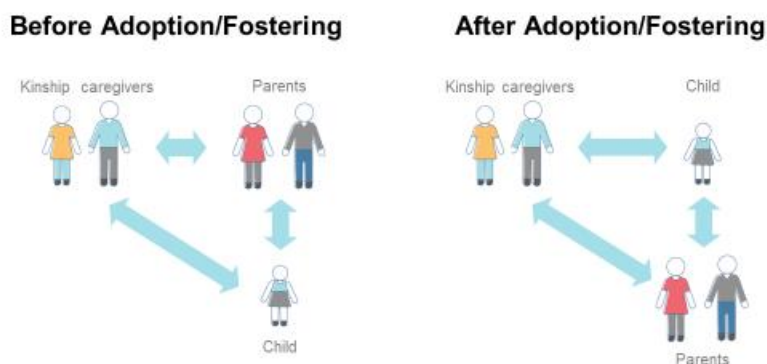 Before Adoption/Fostering
After Adoption/Fostering
Kinship caregivers
Parents
Child
Kinship caregivers
Child
Parents